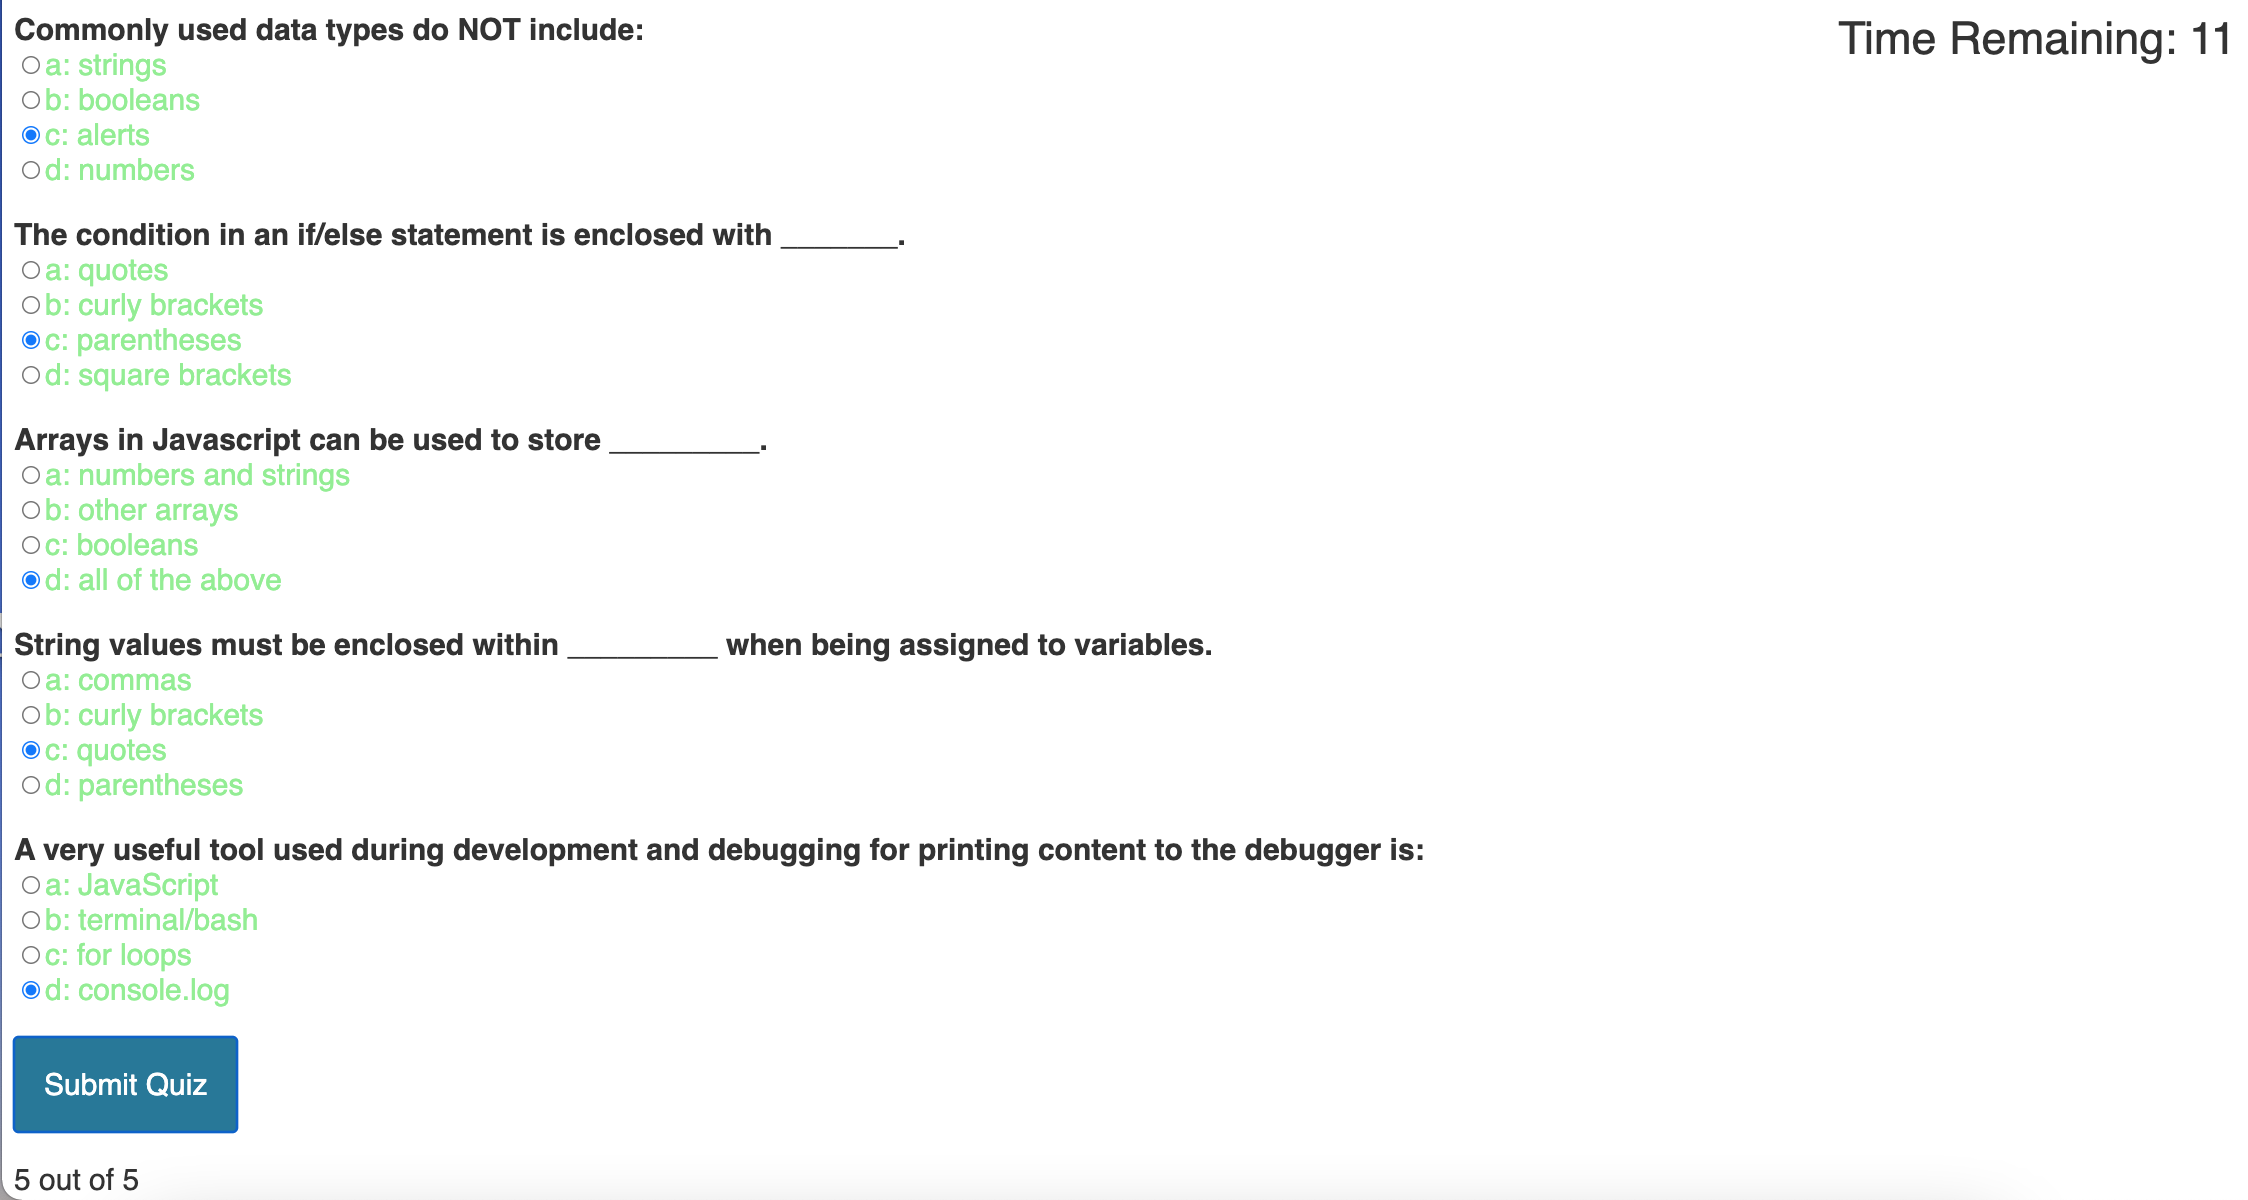 Commonly used data types do NOT include:
Time Remaining: 11
a: strings
b: booleans
c: alerts
d: numbers
The condition in an if/else statement is enclosed with _______.
a: quotes
b: curly brackets
c: parentheses
d: square brackets
Arrays in Javascript can be used to store _________.
a: numbers and strings
b: other arrays
c: booleans
d: all of the above
String values must be enclosed within _________ when being assigned to variables.
a: commas
b: curly brackets
c: quotes
d: parentheses
A very useful tool used during development and debugging for printing content to the debugger is:
a: JavaScript
b: terminal/bash
c: for loops
d: console.log
Submit Quiz
5 out of 5